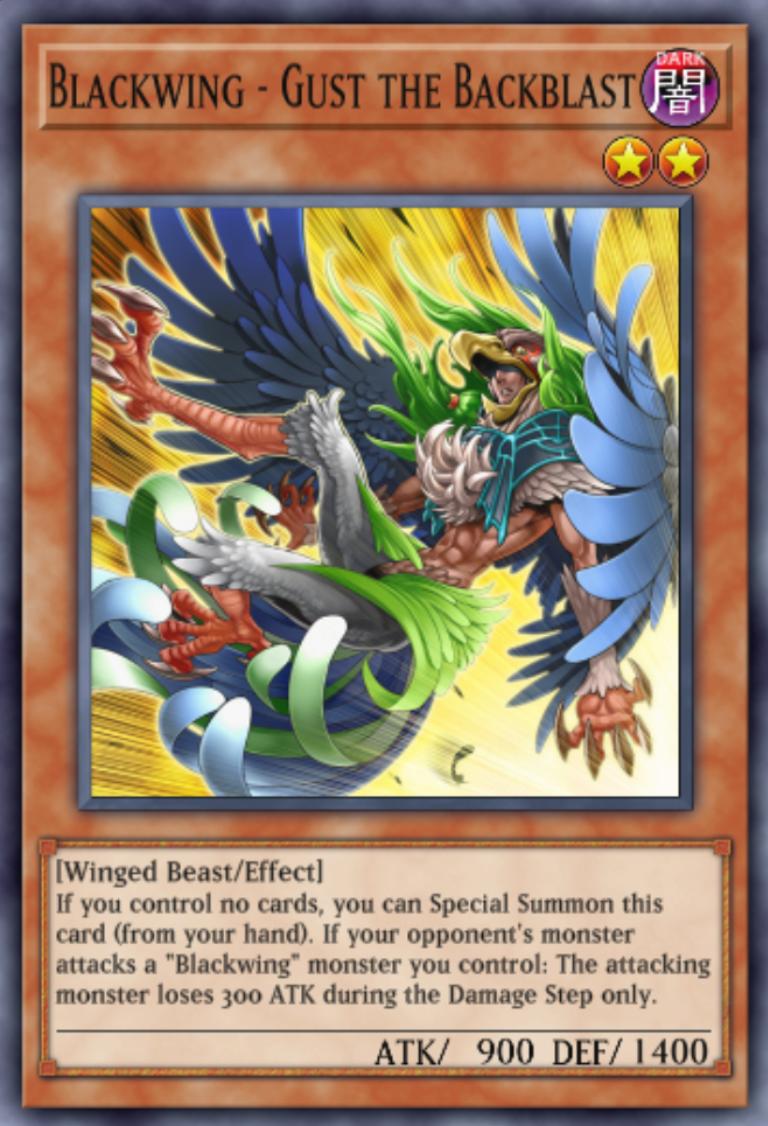 Blackwing - Gust the Backblast
DARK
闇
[Winged Beast/Effect]
If you control no cards, you can Special Summon this
card (from your hand). If your opponent's monster
attacks a "Blackwing" monster you control: The attacking
monster loses 300 ATK during the Damage Step only.
ATK/ 900 DEF/ 1400